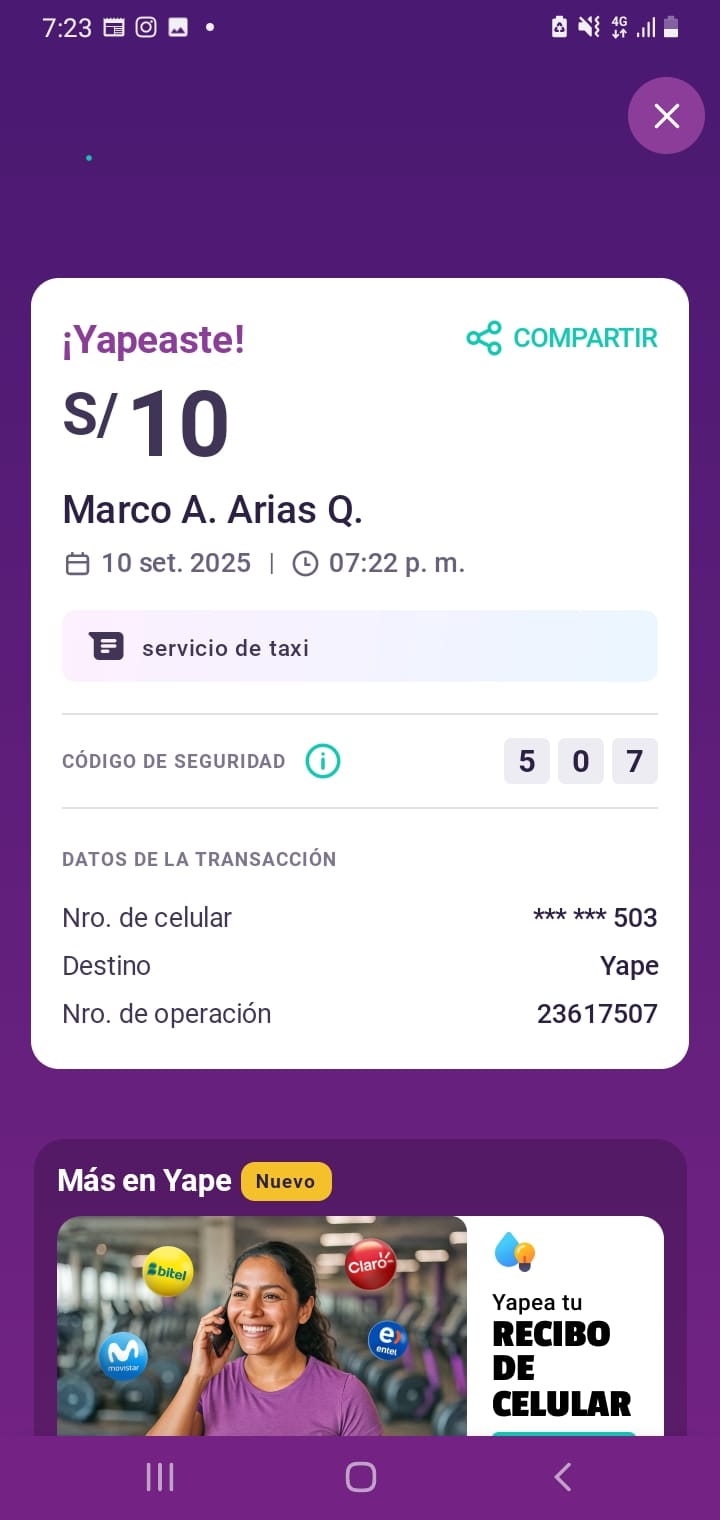 7:23
4G
¡Yapeaste!
COMPARTIR
S/ 10
Marco A. Arias Q.
10 set. 2025 | 07:22 p. m.
servicio de taxi
CÓDIGO DE SEGURIDAD
5 0 7
DATOS DE LA TRANSACCIÓN
Nro. de celular *** *** 503
Destino Yape
Nro. de operación 23617507
Más en Yape Nuevo
bitel
Claro
movistar
e)
entel
Yapea tu
RECIBO
DE
CELULAR